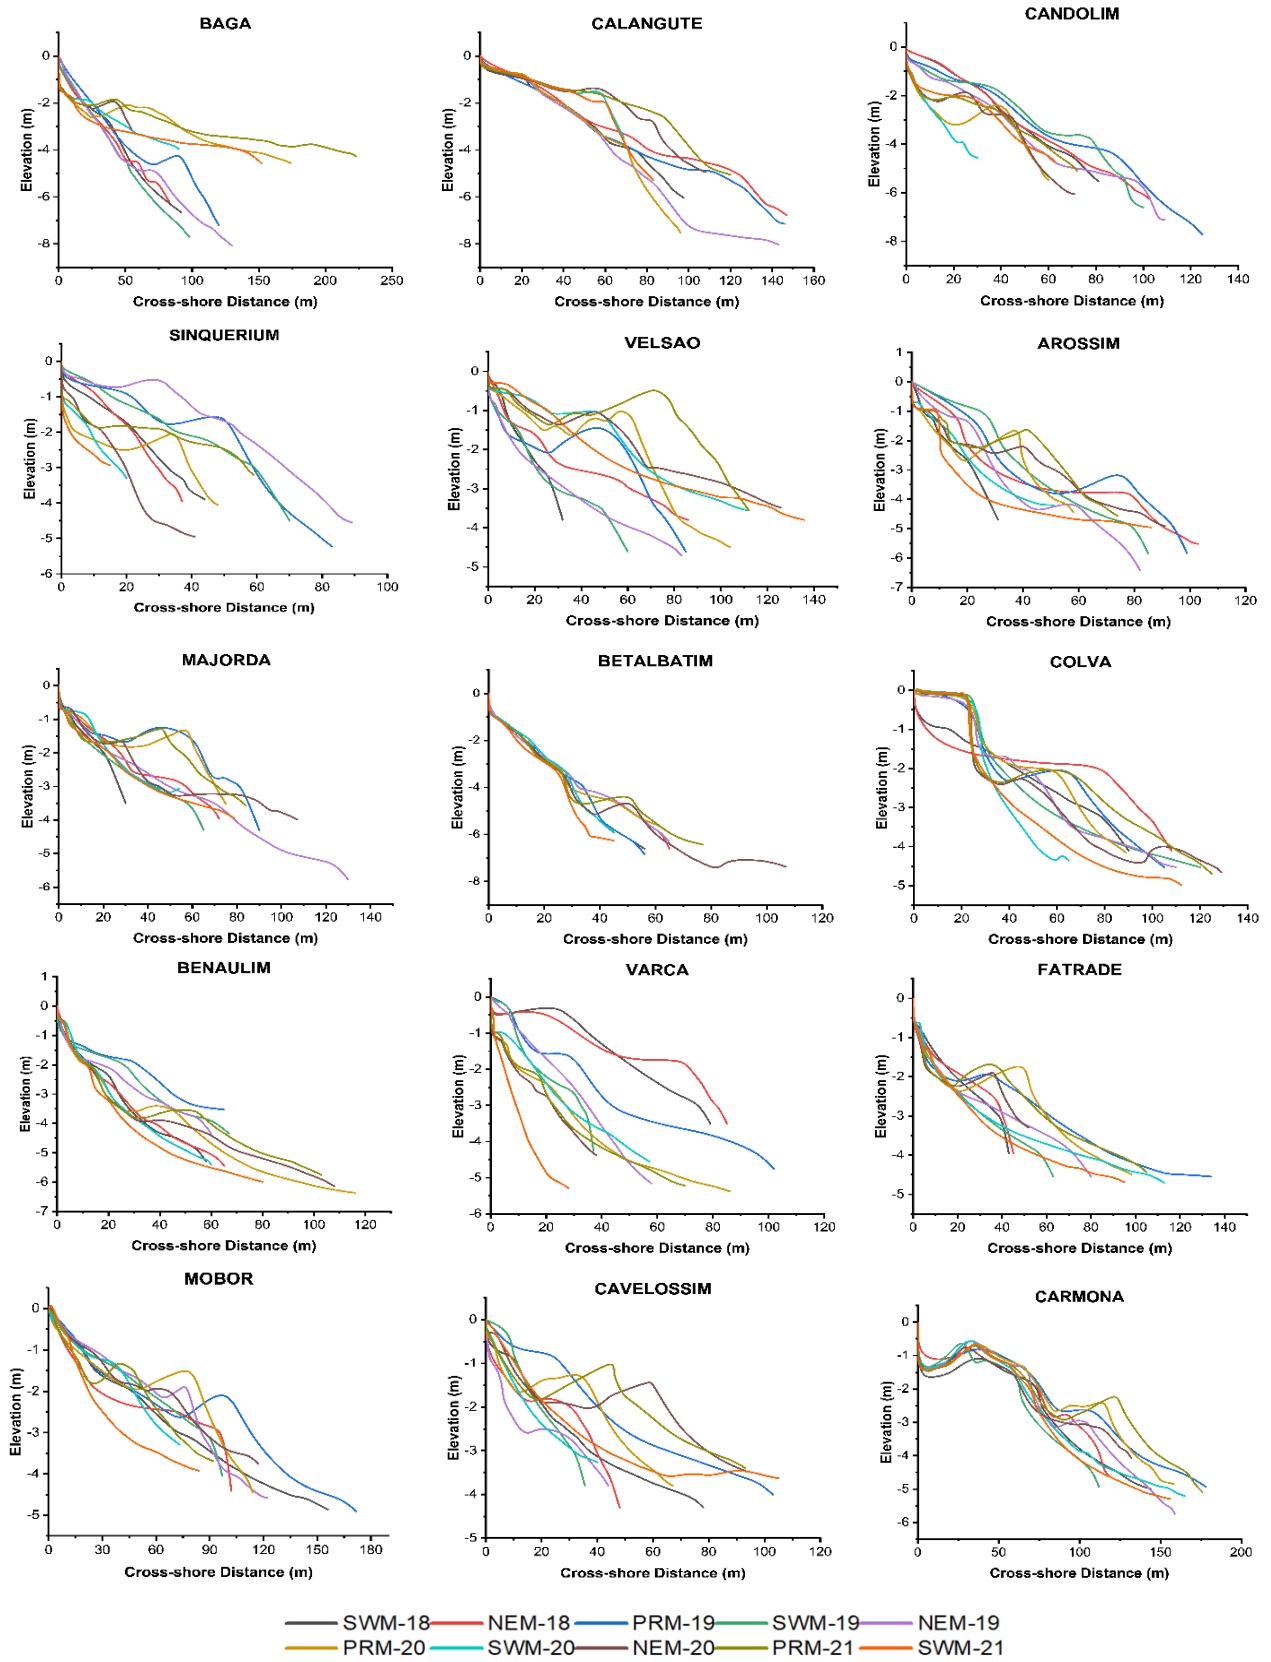 BAGA
0
-2
-4
-6
-8
Elevation (m)
0 50 100 150 200 250
Cross-shore Distance (m)
CALANGUTE
0
-2
-4
-6
-8
Elevation (m)
0 20 40 60 80 100 120 140 160
Cross-shore Distance (m)
CANDOLIM
0
-2
-4
-6
-8
Elevation (m)
0 20 40 60 80 100 120 140
Cross-shore Distance (m)
SINQUERIUM
0
-1
-2
-3
-4
-5
-6
Elevation (m)
0 20 40 60 80 100
Cross-shore Distance (m)
VELSAO
0
-1
-2
-3
-4
-5
Elevation (m)
0 20 40 60 80 100 120 140
Cross-shore Distance (m)
AROSSIM
1
0
-1
-2
-3
-4
-5
-6
-7
Elevation (m)
0 20 40 60 80 100 120
Cross-shore Distance (m)
MAJORDA
0
-1
-2
-3
-4
-5
-6
Elevation (m)
0 20 40 60 80 100 120 140
Cross-shore Distance (m)
BETALBATIM
0
-2
-4
-6
-8
Elevation (m)
0 20 40 60 80 100 120
Cross-shore Distance (m)
COLVA
0
-1
-2
-3
-4
-5
Elevation (m)
0 20 40 60 80 100 120 140
Cross-shore Distance (m)
BENAULIM
1
0
-1
-2
-3
-4
-5
-6
-7
Elevation (m)
0 20 40 60 80 100 120
Cross-shore Distance (m)
VARCA
0
-1
-2
-3
-4
-5
-6
Elevation (m)
0 20 40 60 80 100 120
Cross-shore Distance (m)
FATRADE
0
-1
-2
-3
-4
-5
Elevation (m)
0 20 40 60 80 100 120 140
Cross-shore Distance (m)
MOBOR
0
-1
-2
-3
-4
-5
Elevation (m)
0 30 60 90 120 150 180
Cross-shore Distance (m)
CAVELOSSIM
0
-1
-2
-3
-4
-5
Elevation (m)
0 20 40 60 80 100 120
Cross-shore Distance (m)
CARMONA
0
-1
-2
-3
-4
-5
-6
Elevation (m)
0 50 100 150 200
Cross-shore Distance (m)
SWM-18 NEM-18 PRM-19 SWM-19 NEM-19
PRM-20 SWM-20 NEM-20 PRM-21 SWM-21